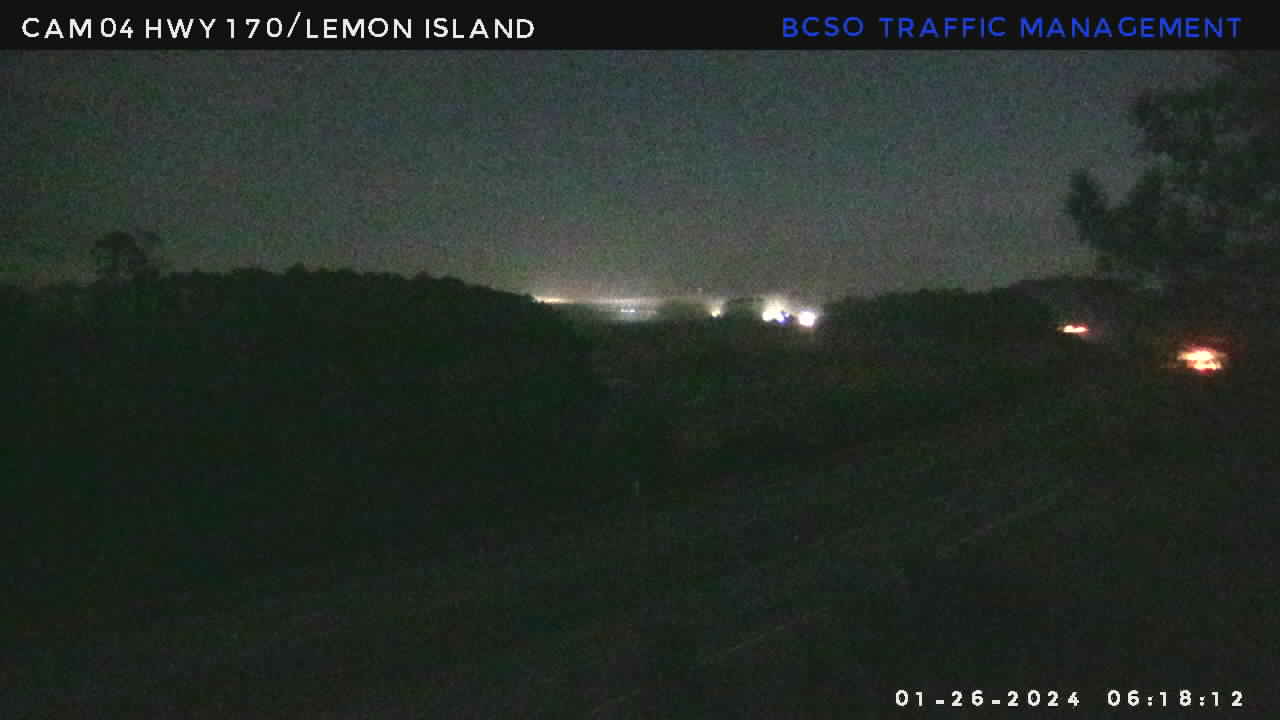 CAM04 HWY 170/LEMON ISLAND
BCSO TRAFFIC MANAGEMENT
01-26-2024 06:18:12